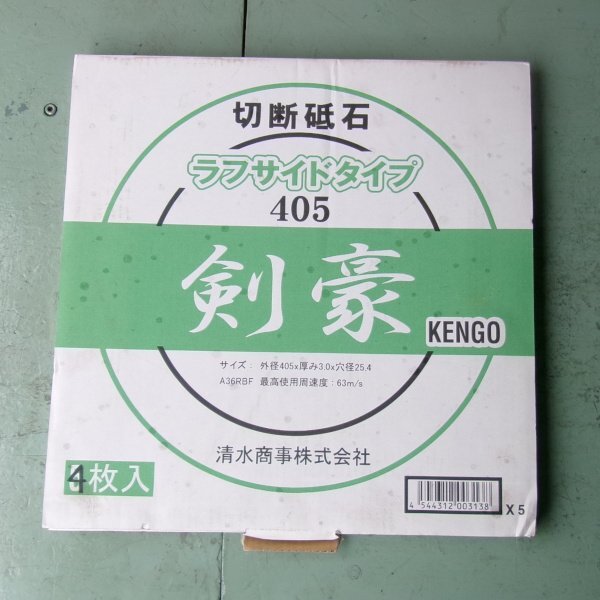 切断砥石
ラフサイドタイプ
405
剣豪
KENGO
サイズ： 外径405x厚み3.0x穴径25.4
A36RBF 最高使用周速度：63m/s
清水商事株式会社
4枚入
4 544312 003138
X5